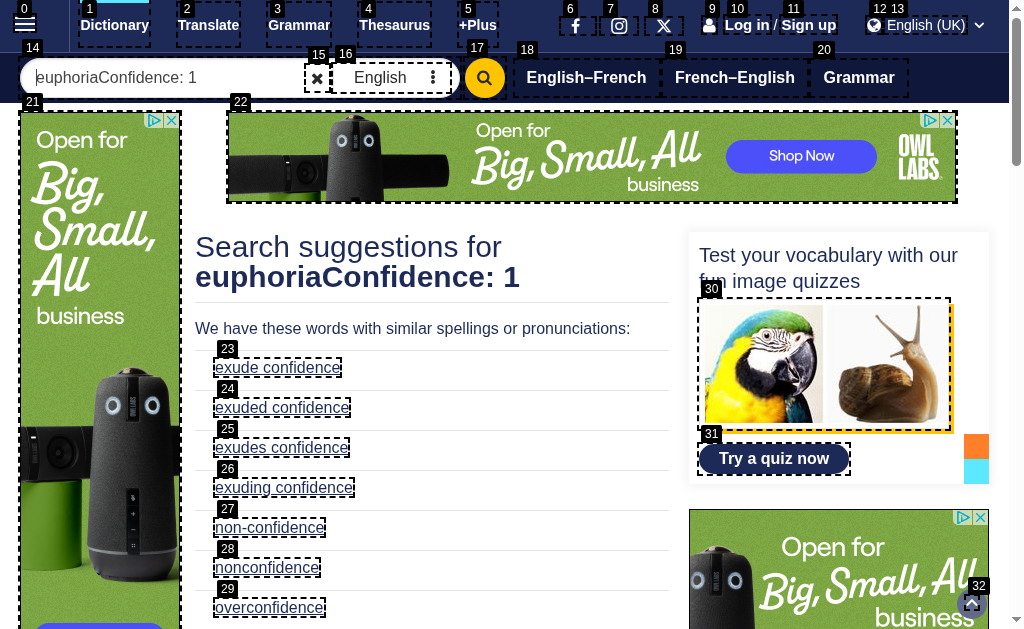 0 1 2 3 4 5 6 7 8 9 10 11 12 13
Dictionary Translate Grammar Thesaurus +Plus Log in / Sign up English (UK)
14 15 16 17 18 19 20
euphoriaConfidence: 1 English English–French French–English Grammar
21 22
Open for
Big,
Small,
All
business
Open for
Big, Small, All
business
Shop Now
OWL
LABS
Search suggestions for
euphoriaConfidence: 1
We have these words with similar spellings or pronunciations:
23
exude confidence
24
exuded confidence
25
exudes confidence
26
exuding confidence
27
non-confidence
28
nonconfidence
29
overconfidence
Test your vocabulary with our
fun image quizzes
30
31
Try a quiz now
Open for
Big, Small, All
business
32